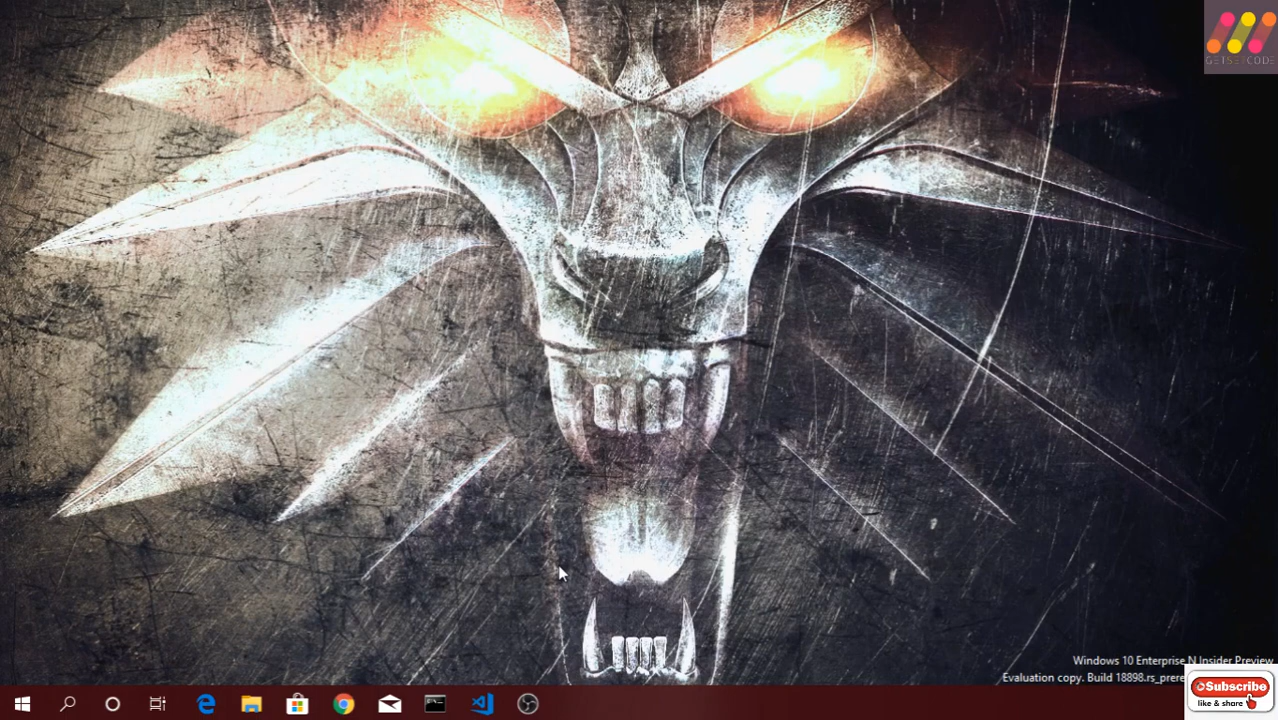 GETSETCODE
Windows 10 Enterprise N Insider Preview
Evaluation copy. Build 18898.rs_prere
Subscribe
like & share